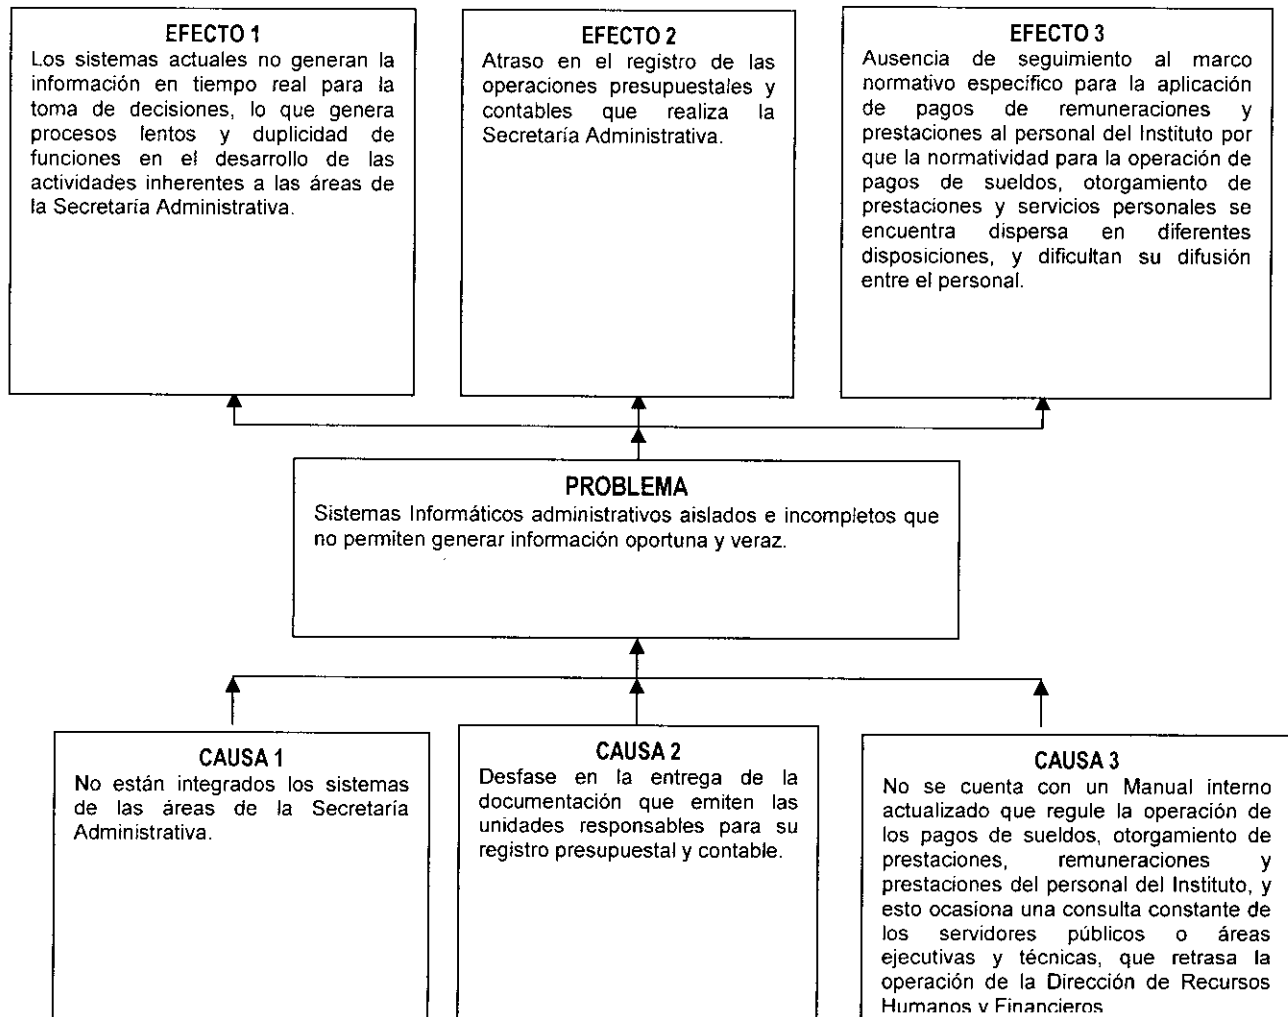 EFECTO 1
Los sistemas actuales no generan la
información en tiempo real para la
toma de decisiones, lo que genera
procesos lentos y duplicidad de
funciones en el desarrollo de las
actividades inherentes a las áreas de
la Secretaría Administrativa.
EFECTO 2
Atraso en el registro de las
operaciones presupuestales y
contables que realiza la
Secretaría Administrativa.
EFECTO 3
Ausencia de seguimiento al marco
normativo específico para la aplicación
de pagos de remuneraciones y
prestaciones al personal del Instituto por
que la normatividad para la operación de
pagos de sueldos, otorgamiento de
prestaciones y servicios personales se
encuentra dispersa en diferentes
disposiciones, y dificultan su difusión
entre el personal.
PROBLEMA
Sistemas Informáticos administrativos aislados e incompletos que
no permiten generar información oportuna y veraz.
CAUSA 1
No están integrados los sistemas
de las áreas de la Secretaría
Administrativa.
CAUSA 2
Desfase en la entrega de la
documentación que emiten las
unidades responsables para su
registro presupuestal y contable.
CAUSA 3
No se cuenta con un Manual interno
actualizado que regule la operación de
los pagos de sueldos, otorgamiento de
prestaciones, remuneraciones y
prestaciones del personal del Instituto, y
esto ocasiona una consulta constante de
los servidores públicos o áreas
ejecutivas y técnicas, que retrasa la
operación de la Dirección de Recursos
Humanos y Financieros